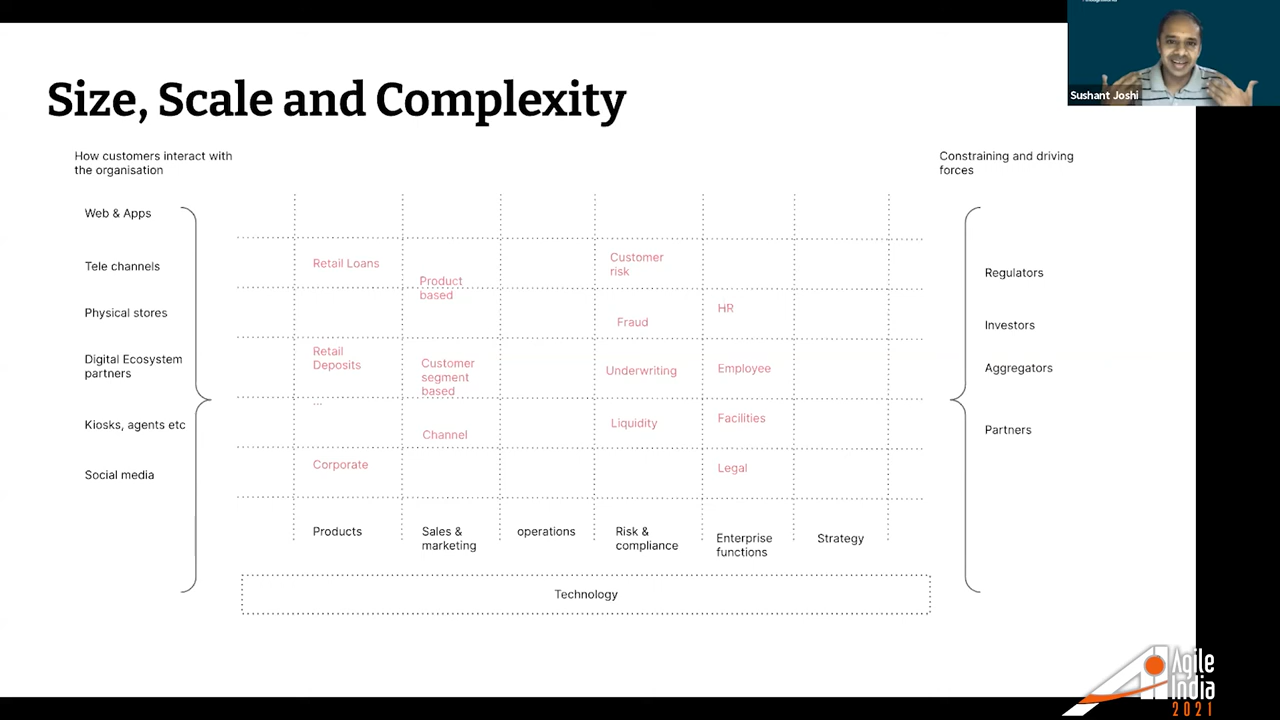 Sushant Joshi
Size, Scale and Complexity
How customers interact with
the organisation
Constraining and driving
forces
Web & Apps
Tele channels
Physical stores
Digital Ecosystem
partners
Kiosks, agents etc
Social media
Retail Loans
Retail
Deposits
...
Corporate
Product
based
Customer
segment
based
Channel
Customer
risk
Fraud
Underwriting
Liquidity
HR
Employee
Facilities
Legal
Regulators
Investors
Aggregators
Partners
Products
Sales &
marketing
operations
Risk &
compliance
Enterprise
functions
Strategy
Technology
Agile
India
2021